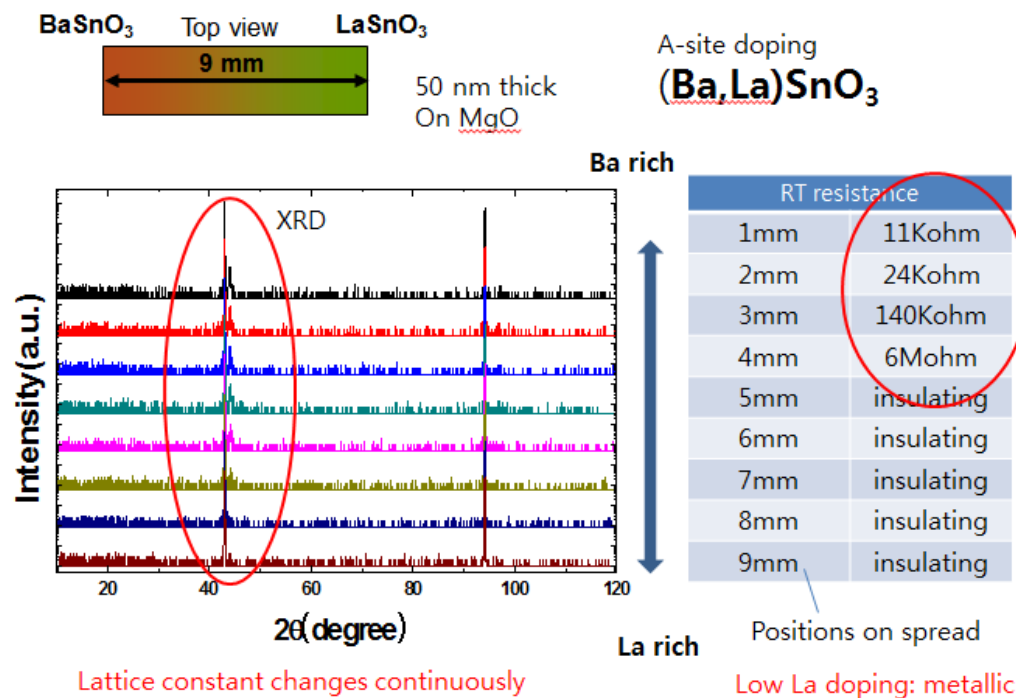 BaSnO₃ Top view LaSnO₃
9 mm
50 nm thick
On MgO
A-site doping
(Ba,La)SnO₃
Ba rich
XRD
Intensity(a.u.)
20 40 60 80 100 120
2θ(degree)
RT resistance
1mm 11Kohm
2mm 24Kohm
3mm 140Kohm
4mm 6Mohm
5mm insulating
6mm insulating
7mm insulating
8mm insulating
9mm insulating
La rich
Positions on spread
Lattice constant changes continuously
Low La doping: metallic